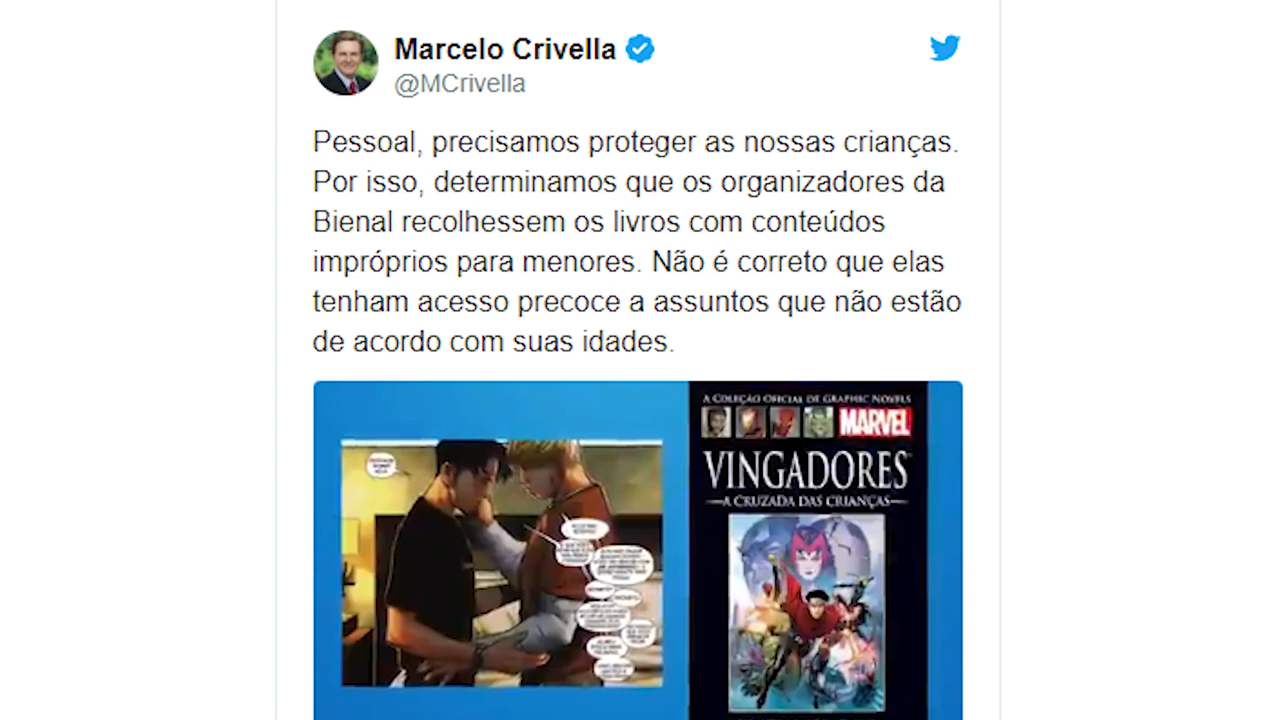 Marcelo Crivella
@MCrivella
Pessoal, precisamos proteger as nossas crianças.
Por isso, determinamos que os organizadores da
Bienal recolhessem os livros com conteúdos
impróprios para menores. Não é correto que elas
tenham acesso precoce a assuntos que não estão
de acordo com suas idades.
A COLEÇÃO OFICIAL DE GRAPHIC NOVELS
MARVEL
VINGADORES
A CRUZADA DAS CRIANÇAS